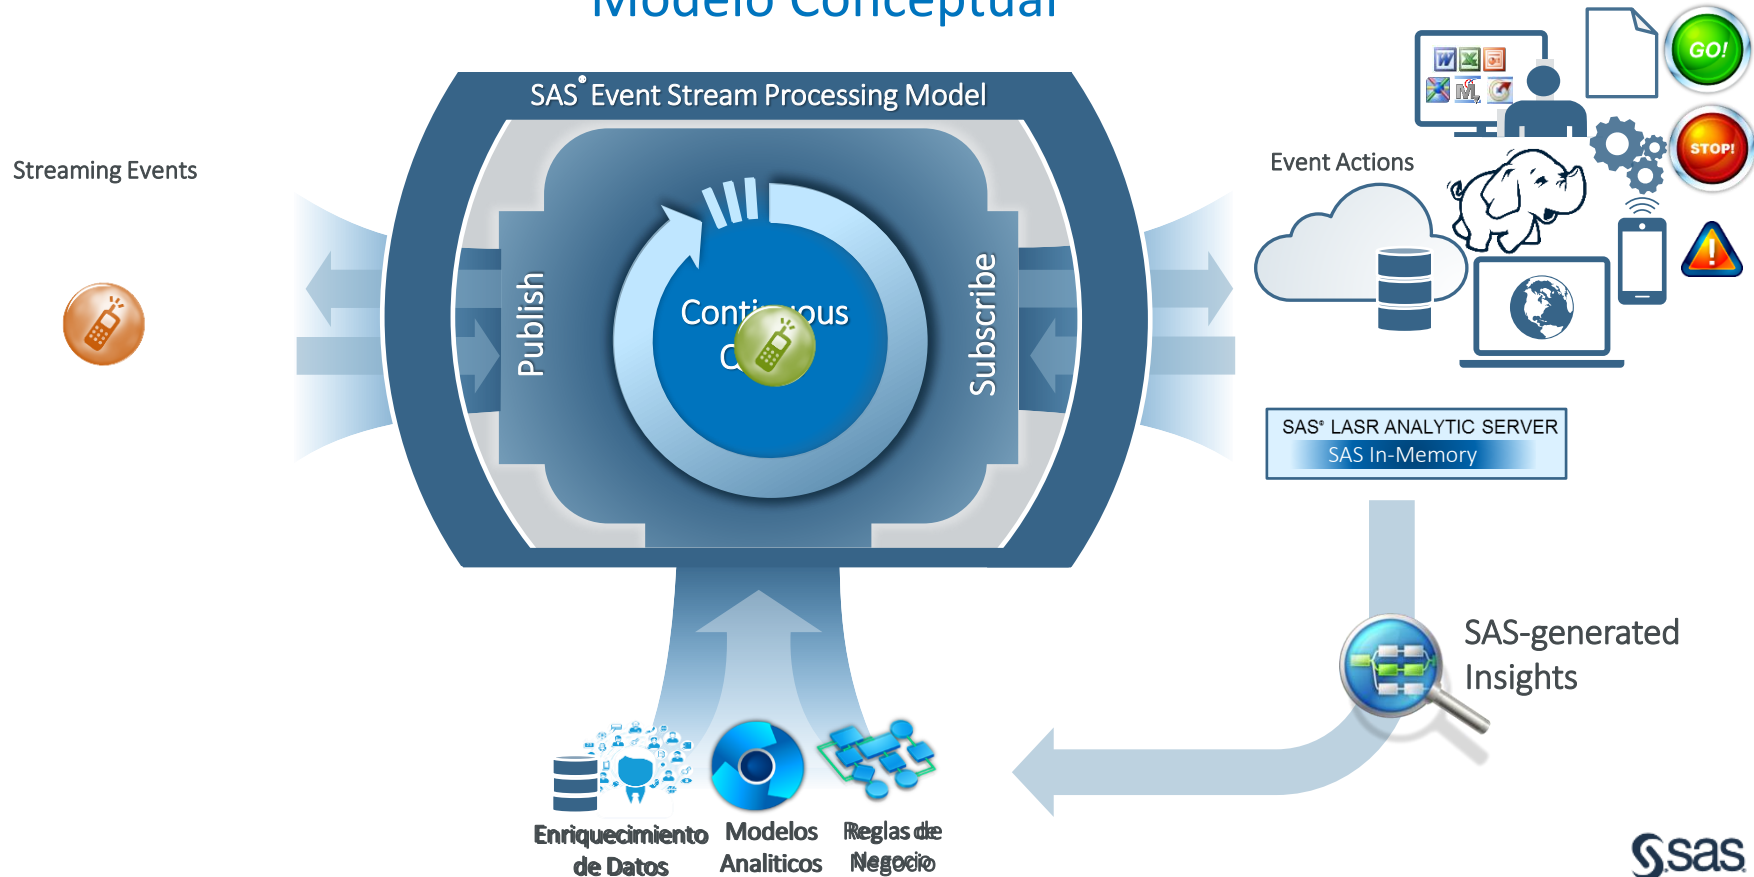 Modelo Conceptual
SAS® Event Stream Processing Model
Streaming Events
Event Actions
GO!
STOP!
Publish
Subscribe
SAS® LASR ANALYTIC SERVER
SAS In-Memory
SAS-generated
Insights
Enriquecimiento
de Datos
Modelos
Analiticos
Reglas de
Negocio
sas